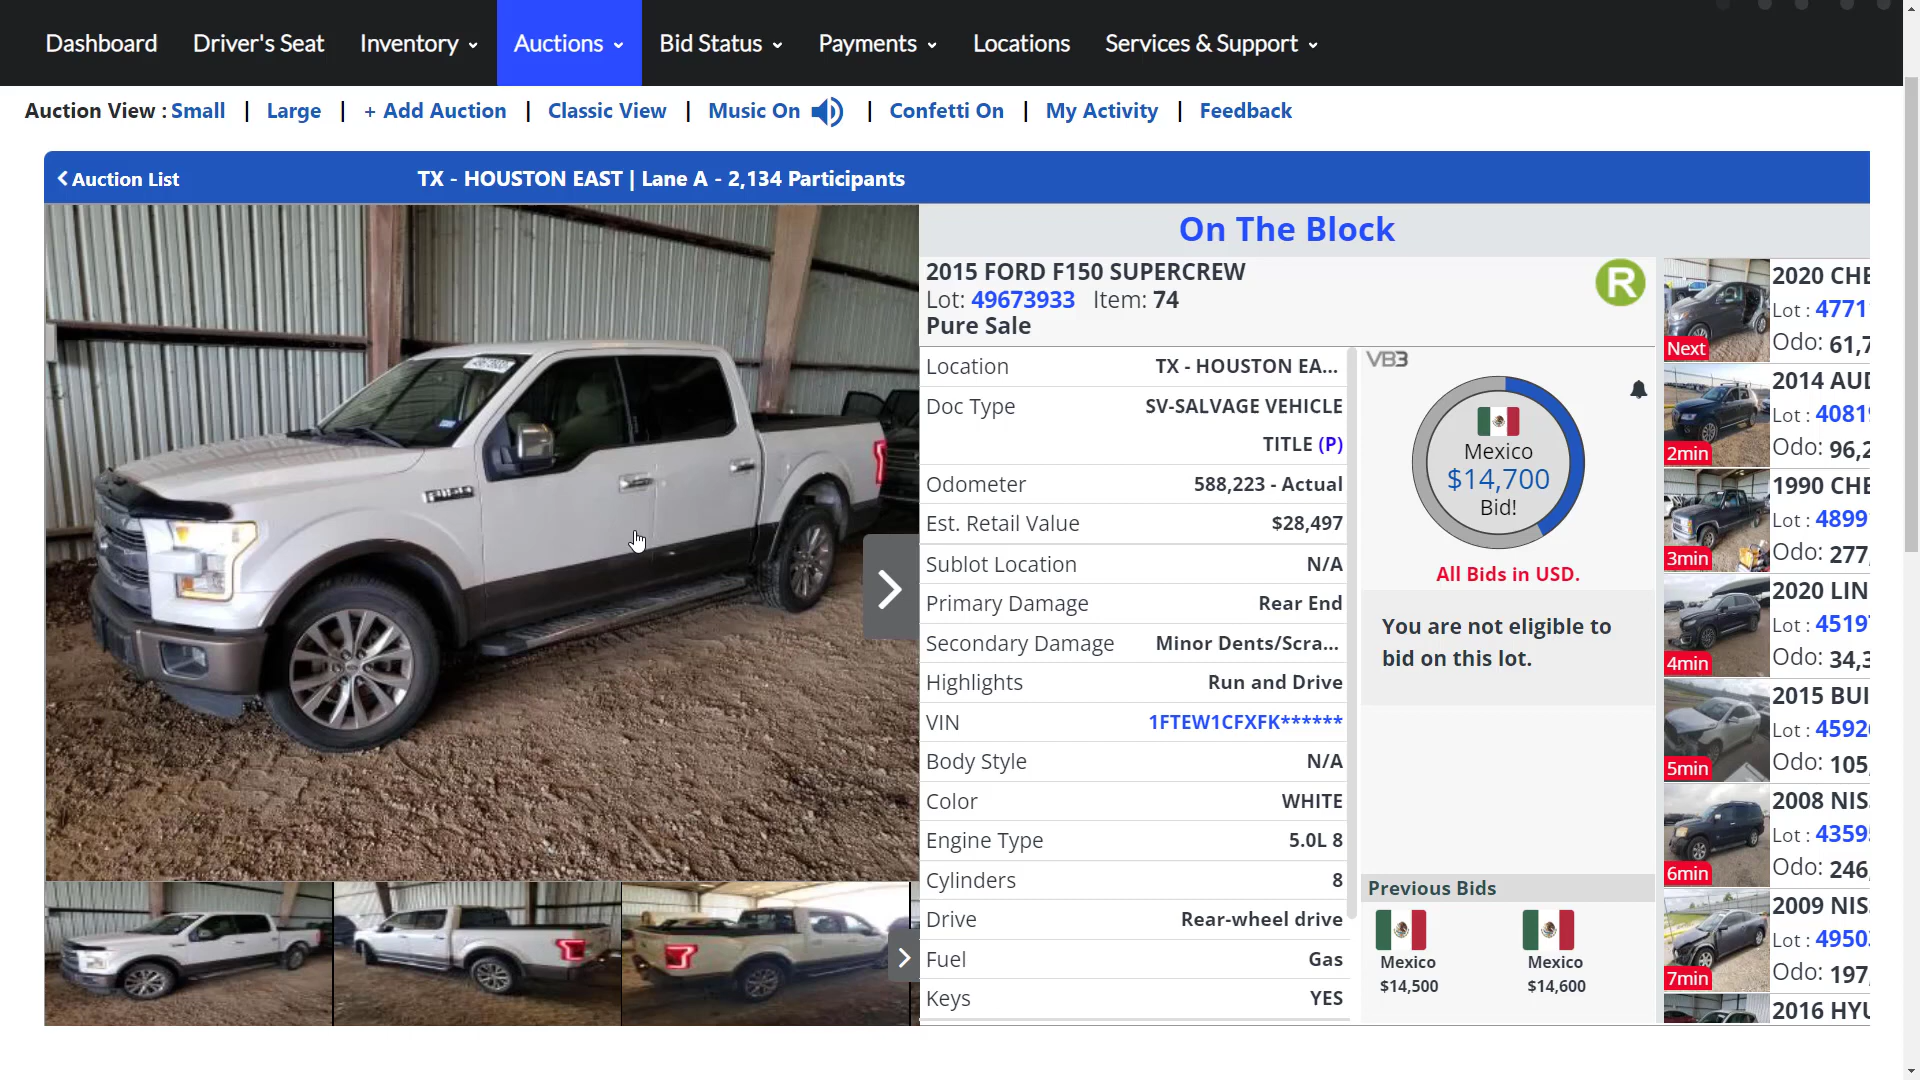 Dashboard
Driver's Seat
Inventory
Auctions
Bid Status
Payments
Locations
Services & Support
Auction View : Small | Large | + Add Auction | Classic View | Music On | Confetti On | My Activity | Feedback
Auction List
TX - HOUSTON EAST | Lane A - 2,134 Participants
On The Block
2015 FORD F150 SUPERCREW
Lot: 49673933 Item: 74
Pure Sale
R
Location TX - HOUSTON EA...
Doc Type SV-SALVAGE VEHICLE
TITLE (P)
Odometer 588,223 - Actual
Est. Retail Value $28,497
Sublot Location N/A
Primary Damage Rear End
Secondary Damage Minor Dents/Scra...
Highlights Run and Drive
VIN 1FTEW1CFXFK******
Body Style N/A
Color WHITE
Engine Type 5.0L 8
Cylinders 8
Drive Rear-wheel drive
Fuel Gas
Keys YES
VB3
Mexico
$14,700
Bid!
All Bids in USD.
You are not eligible to
bid on this lot.
Previous Bids
Mexico
$14,500
Mexico
$14,600
2020 CHE
Lot : 4771
Odo: 61,7
Next
2014 AUD
Lot : 4081
Odo: 96,2
2min
1990 CHE
Lot : 4899
Odo: 277,
3min
2020 LIN
Lot : 4519
Odo: 34,3
4min
2015 BUI
Lot : 4592
Odo: 105,
5min
2008 NIS
Lot : 4359
Odo: 246,
6min
2009 NIS
Lot : 4950
Odo: 197,
7min
2016 HYU